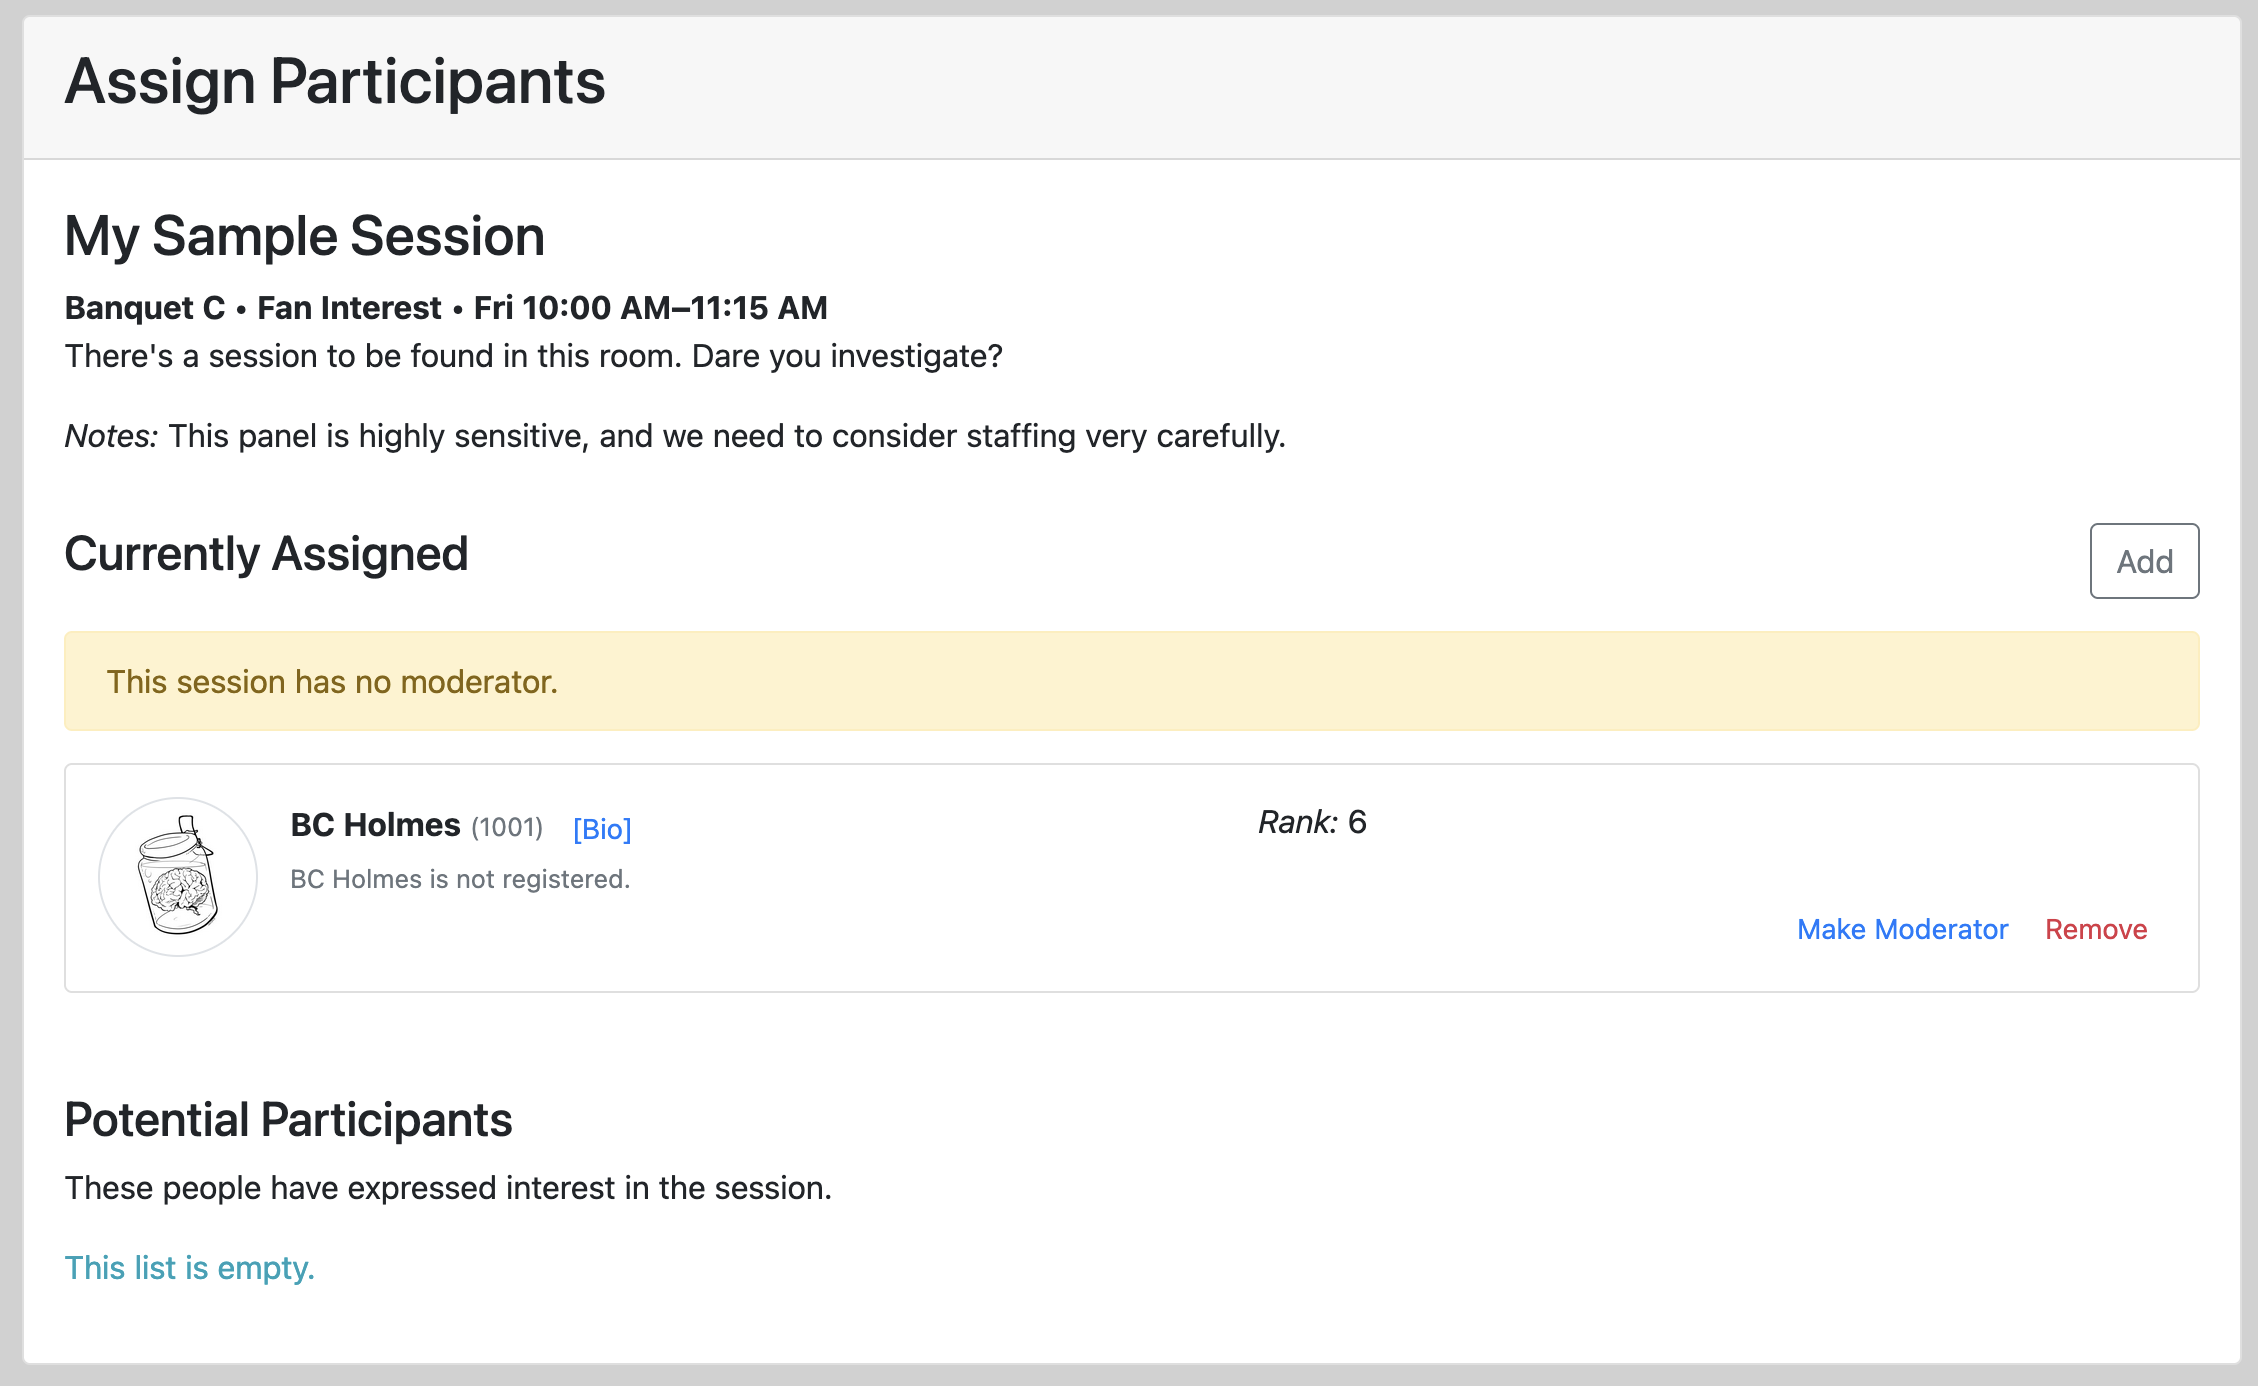 Assign Participants
My Sample Session
Banquet C • Fan Interest • Fri 10:00 AM–11:15 AM
There's a session to be found in this room. Dare you investigate?
Notes: This panel is highly sensitive, and we need to consider staffing very carefully.
Currently Assigned
Add
This session has no moderator.
BC Holmes (1001) [Bio]
Rank: 6
BC Holmes is not registered.
Make Moderator Remove
Potential Participants
These people have expressed interest in the session.
This list is empty.